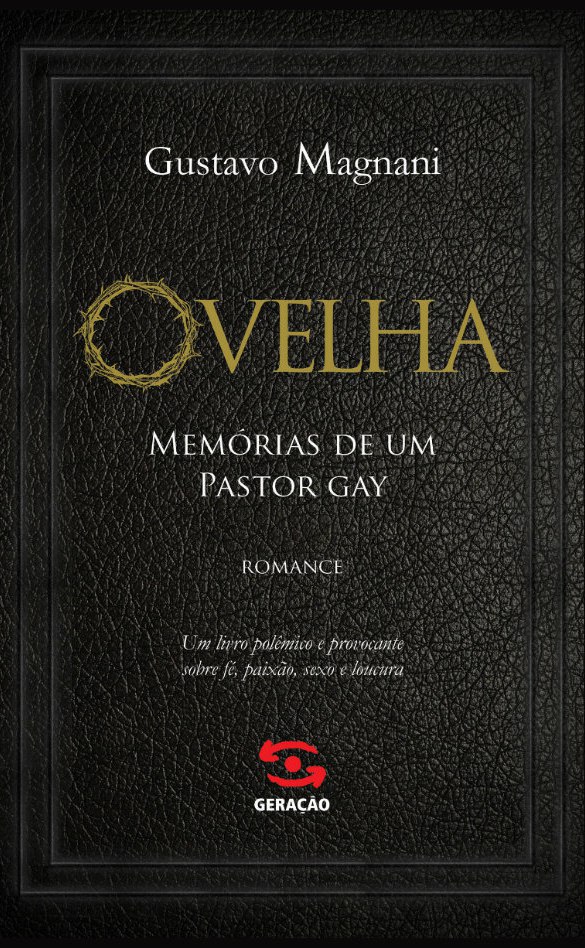 Gustavo Magnani
OVELHA
Memórias de um
Pastor gay
romance
Um livro polêmico e provocante
sobre fé, paixão, sexo e loucura
GERAÇÃO